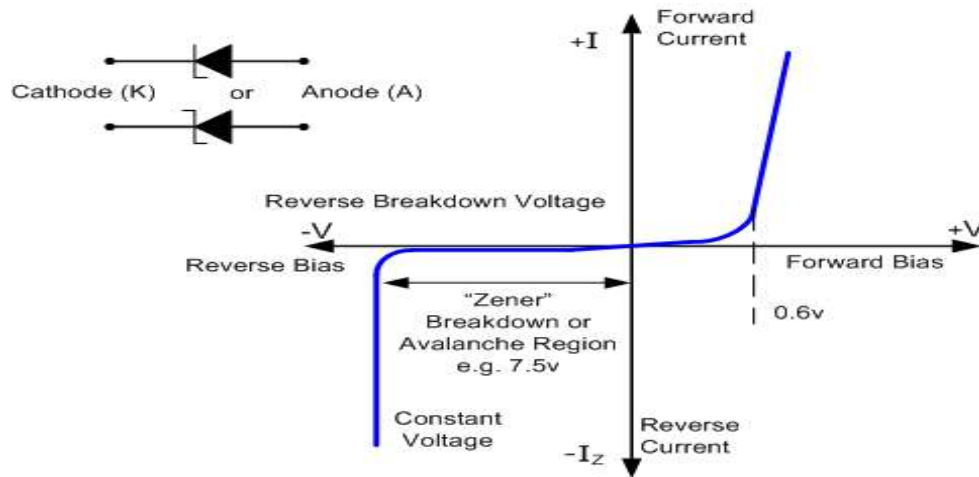 Forward
Current
+I
Cathode (K) or Anode (A)
Reverse Breakdown Voltage
-V
+V
Reverse Bias
Forward Bias
"Zener"
Breakdown or
Avalanche Region
e.g. 7.5v
0.6v
Constant
Voltage
Reverse
Current
-Iz